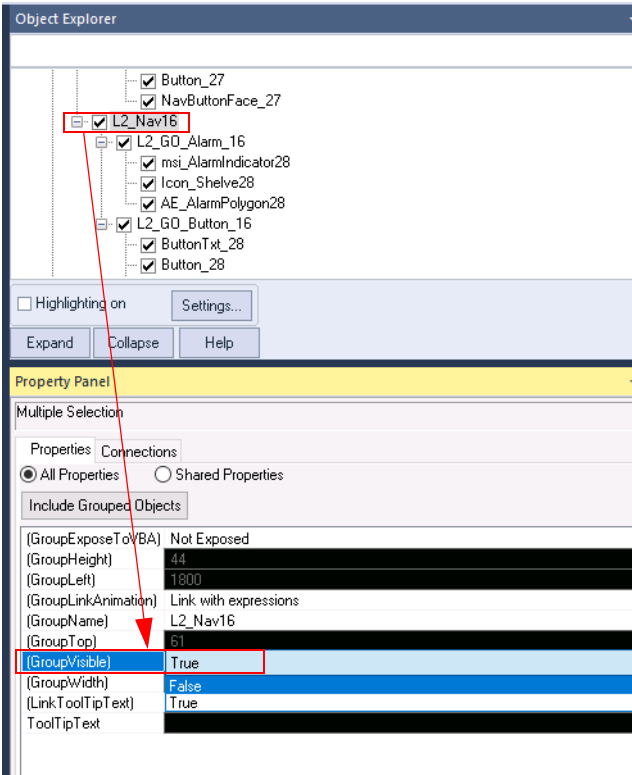 Object Explorer
Button_27
NavButtonFace_27
L2_Nav16
L2_GO_Alarm_16
msi_AlarmIndicator28
Icon_Shelve28
AE_AlarmPolygon28
L2_GO_Button_16
ButtonTxt_28
Button_28
Highlighting on Settings...
Expand Collapse Help
Property Panel
Multiple Selection
Properties Connections
All Properties Shared Properties
Include Grouped Objects
(GroupExposeToVBA) Not Exposed
(GroupHeight) 44
(GroupLeft) 1800
(GroupLinkAnimation) Link with expressions
(GroupName) L2_Nav16
(GroupTop) 61
(GroupVisible) True
(GroupWidth) False
(LinkToolTipText) True
ToolTipText